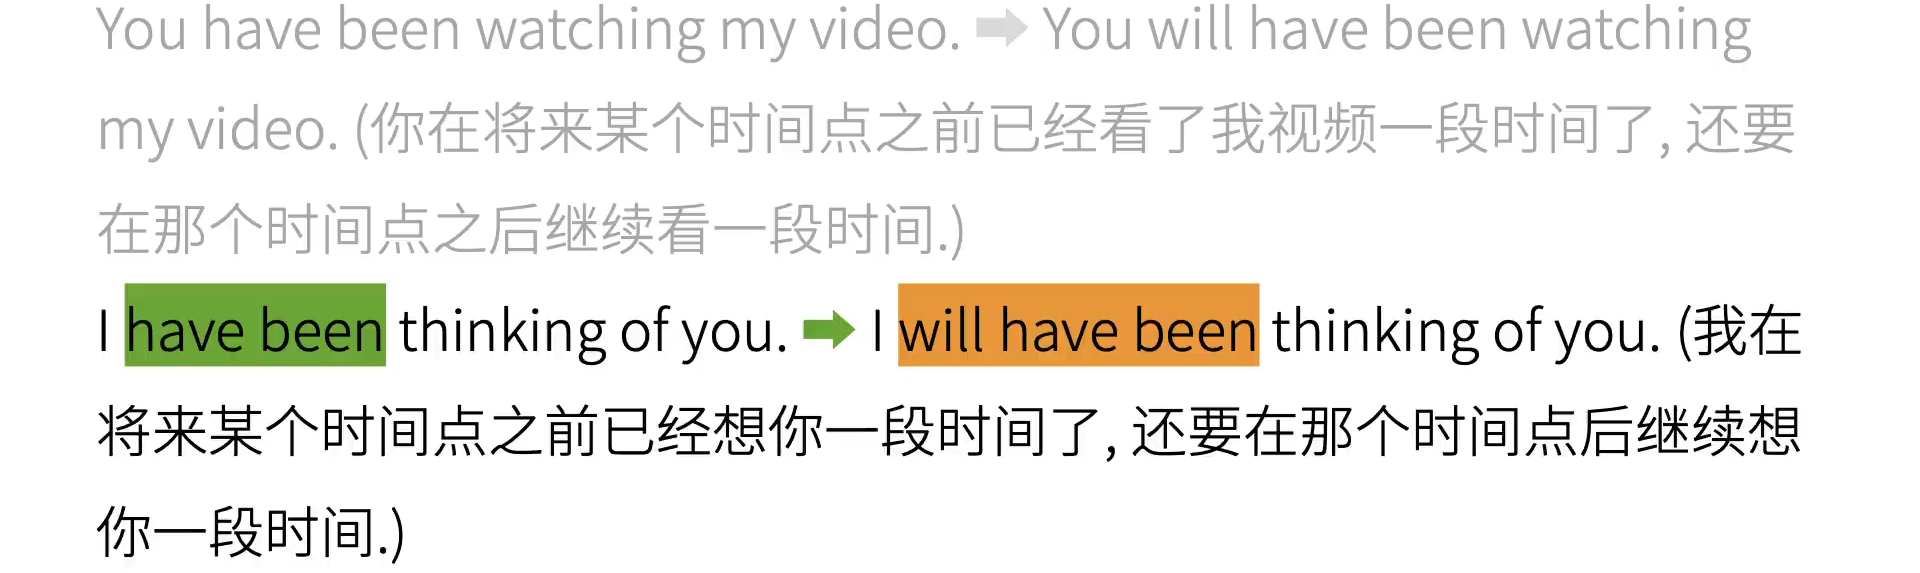 You have been watching my video. ➡ You will have been watching
my video. (你在将来某个时间点之前已经看了我视频一段时间了, 还要
在那个时间点之后继续看一段时间.)
I have been thinking of you. ➡ I will have been thinking of you. (我在
将来某个时间点之前已经想你一段时间了, 还要在那个时间点后继续想
你一段时间.)